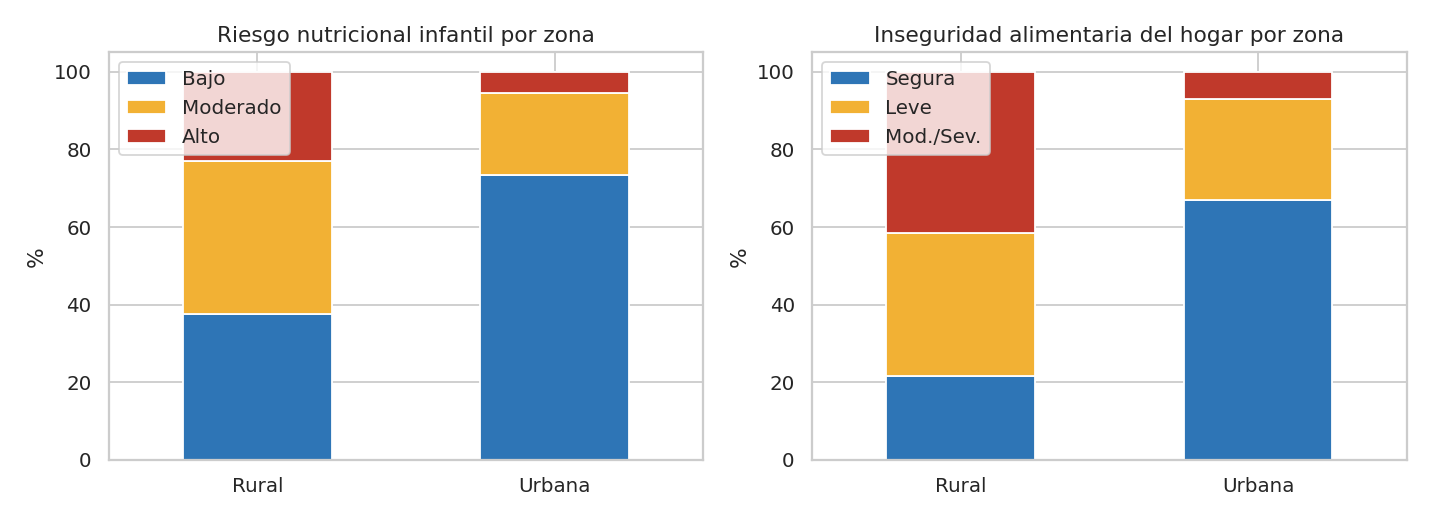 Riesgo nutricional infantil por zona
%
100
80
60
40
20
0
Bajo
Moderado
Alto
Rural
Urbana
Inseguridad alimentaria del hogar por zona
%
100
80
60
40
20
0
Segura
Leve
Mod./Sev.
Rural
Urbana